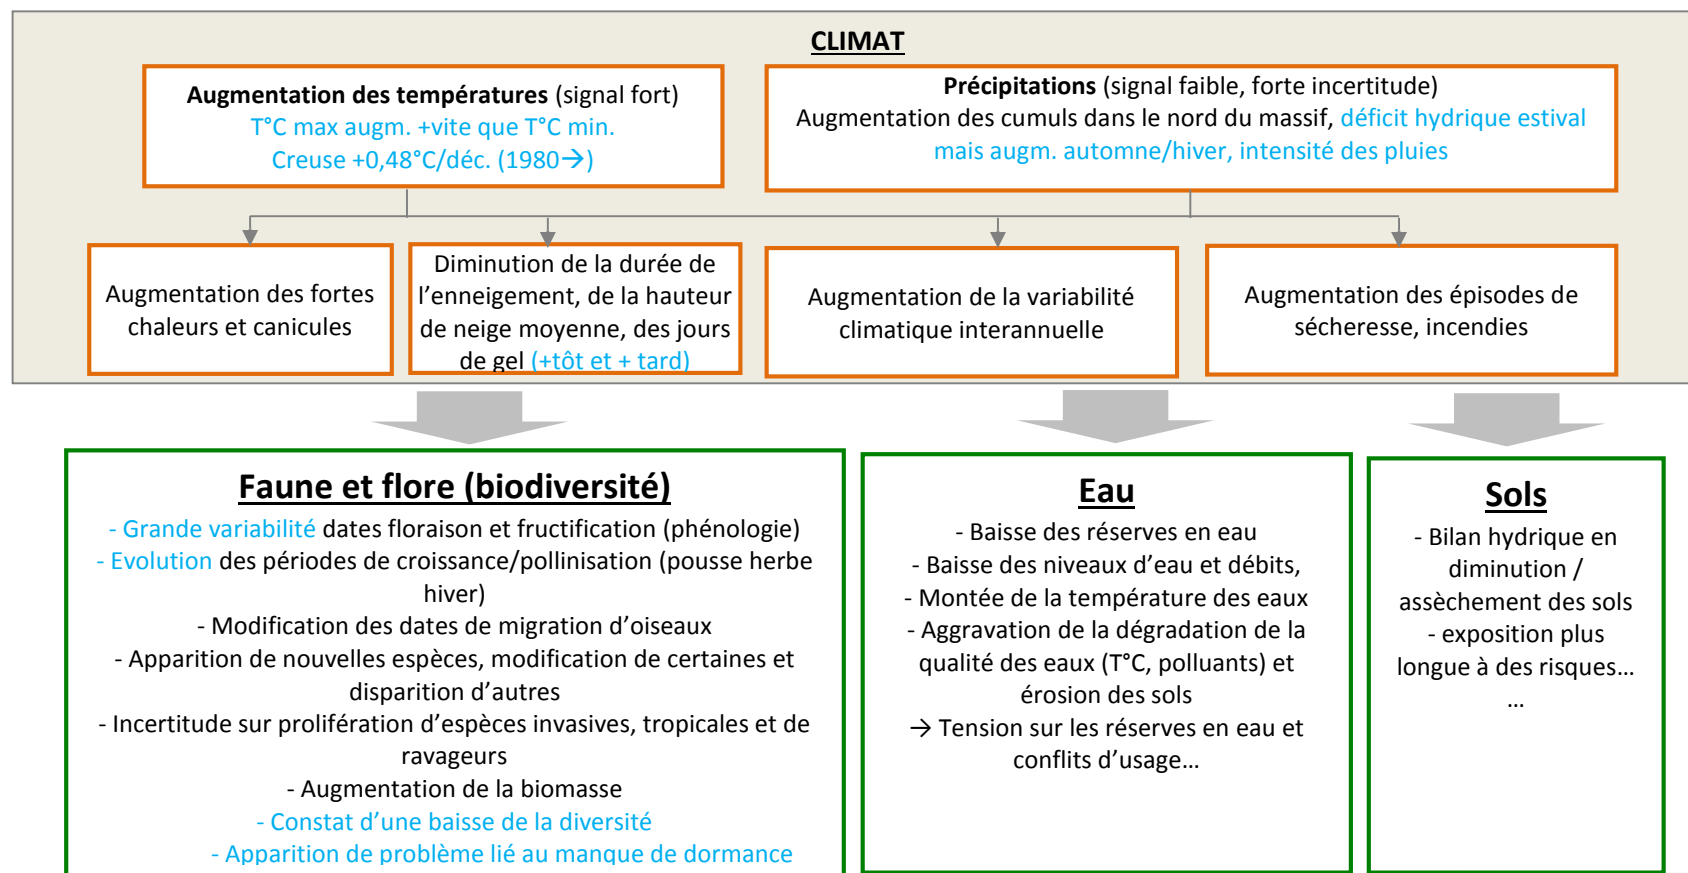 CLIMAT
Augmentation des températures (signal fort)
T°C max augm. +vite que T°C min.
Creuse +0,48°C/déc. (1980→)
Précipitations (signal faible, forte incertitude)
Augmentation des cumuls dans le nord du massif, déficit hydrique estival
mais augm. automne/hiver, intensité des pluies
Augmentation des fortes
chaleurs et canicules
Diminution de la durée de
l’enneigement, de la hauteur
de neige moyenne, des jours
de gel (+tôt et + tard)
Augmentation de la variabilité
climatique interannuelle
Augmentation des épisodes de
sécheresse, incendies
Faune et flore (biodiversité)
- Grande variabilité dates floraison et fructification (phénologie)
- Evolution des périodes de croissance/pollinisation (pousse herbe
hiver)
- Modification des dates de migration d’oiseaux
- Apparition de nouvelles espèces, modification de certaines et
disparition d’autres
- Incertitude sur prolifération d’espèces invasives, tropicales et de
ravageurs
- Augmentation de la biomasse
- Constat d’une baisse de la diversité
- Apparition de problème lié au manque de dormance
Eau
- Baisse des réserves en eau
- Baisse des niveaux d’eau et débits,
- Montée de la température des eaux
- Aggravation de la dégradation de la
qualité des eaux (T°C, polluants) et
érosion des sols
→ Tension sur les réserves en eau et
conflits d’usage…
Sols
- Bilan hydrique en
diminution /
assèchement des sols
- exposition plus
longue à des risques…
…